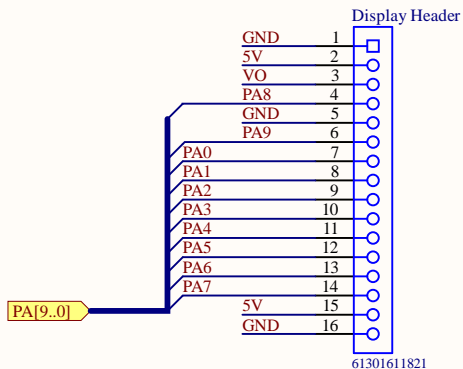 Display Header
GND 1
5V 2
VO 3
PA8 4
GND 5
PA9 6
PA0 7
PA1 8
PA2 9
PA3 10
PA4 11
PA5 12
PA6 13
PA7 14
PA[9..0]
5V 15
GND 16
61301611821